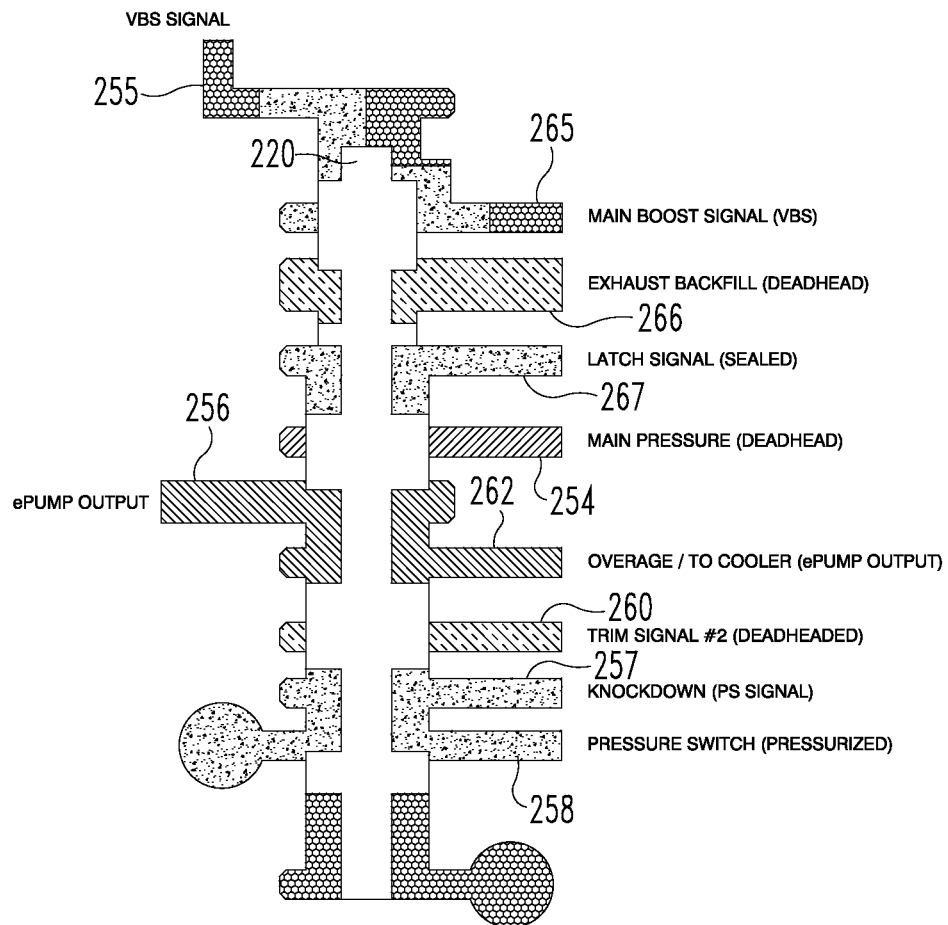 VBS SIGNAL
255
265
220
MAIN BOOST SIGNAL (VBS)
EXHAUST BACKFILL (DEADHEAD)
266
LATCH SIGNAL (SEALED)
267
256
MAIN PRESSURE (DEADHEAD)
254
ePUMP OUTPUT
262
OVERAGE / TO COOLER (ePUMP OUTPUT)
260
TRIM SIGNAL #2 (DEADHEADED)
257
KNOCKDOWN (PS SIGNAL)
PRESSURE SWITCH (PRESSURIZED)
258